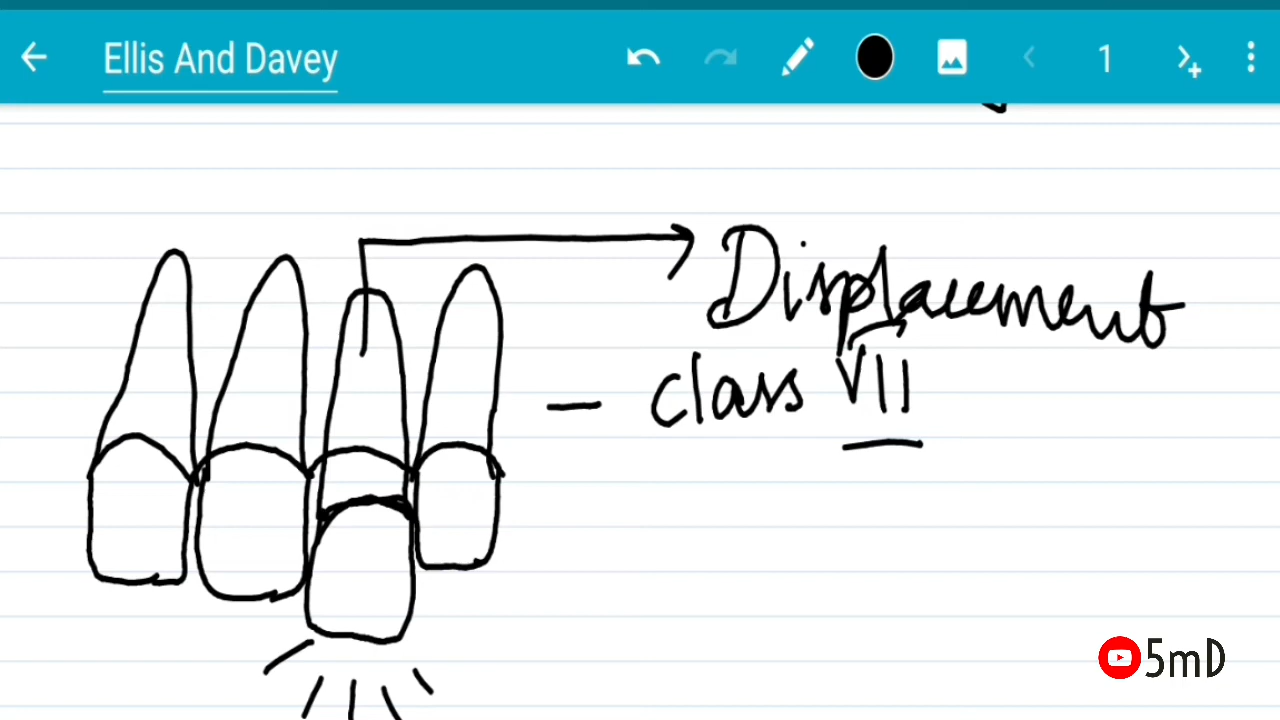 Ellis And Davey
1
Displacement
— class VII
5mD